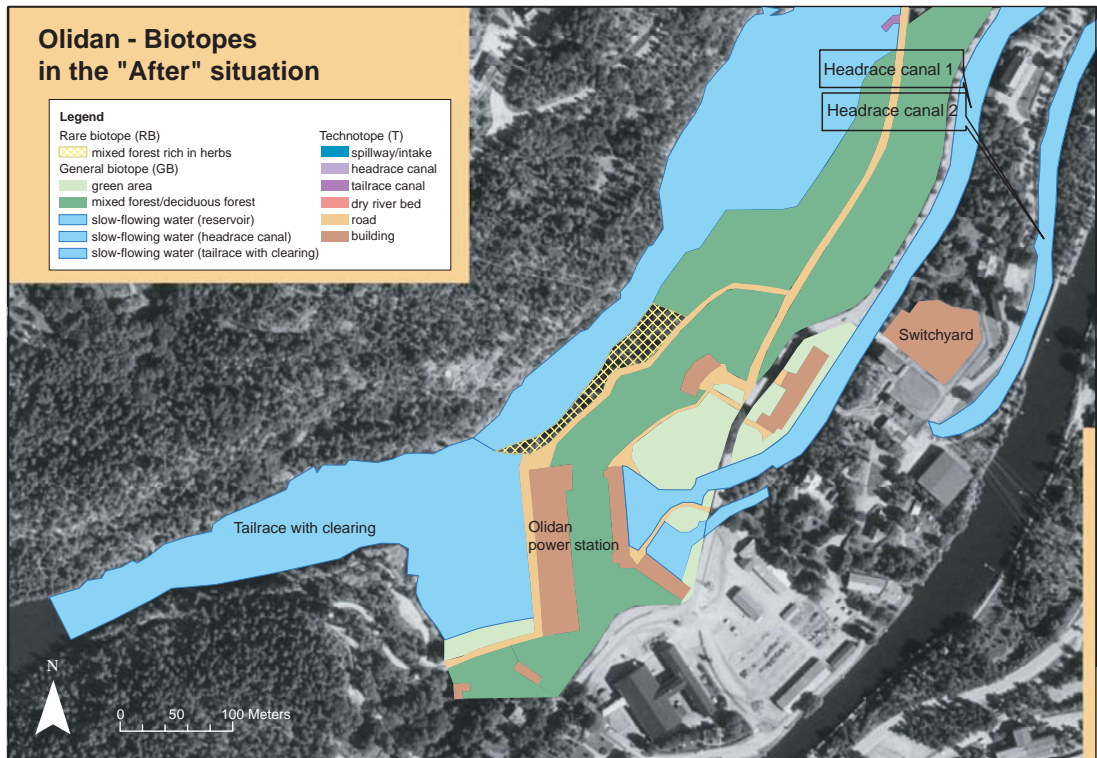 Olidan - Biotopes
in the "After" situation
Legend
Rare biotope (RB)
mixed forest rich in herbs
General biotope (GB)
green area
mixed forest/deciduous forest
slow-flowing water (reservoir)
slow-flowing water (headrace canal)
slow-flowing water (tailrace with clearing)
Technotope (T)
spillway/intake
headrace canal
tailrace canal
dry river bed
road
building
Headrace canal 1
Headrace canal 2
Switchyard
Tailrace with clearing
Olidan
power station
N
0 50 100 Meters